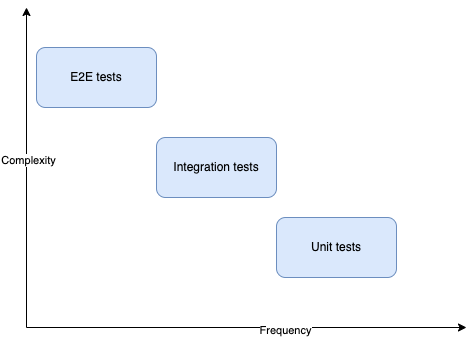 E2E tests
Complexity
Integration tests
Unit tests
Frequency